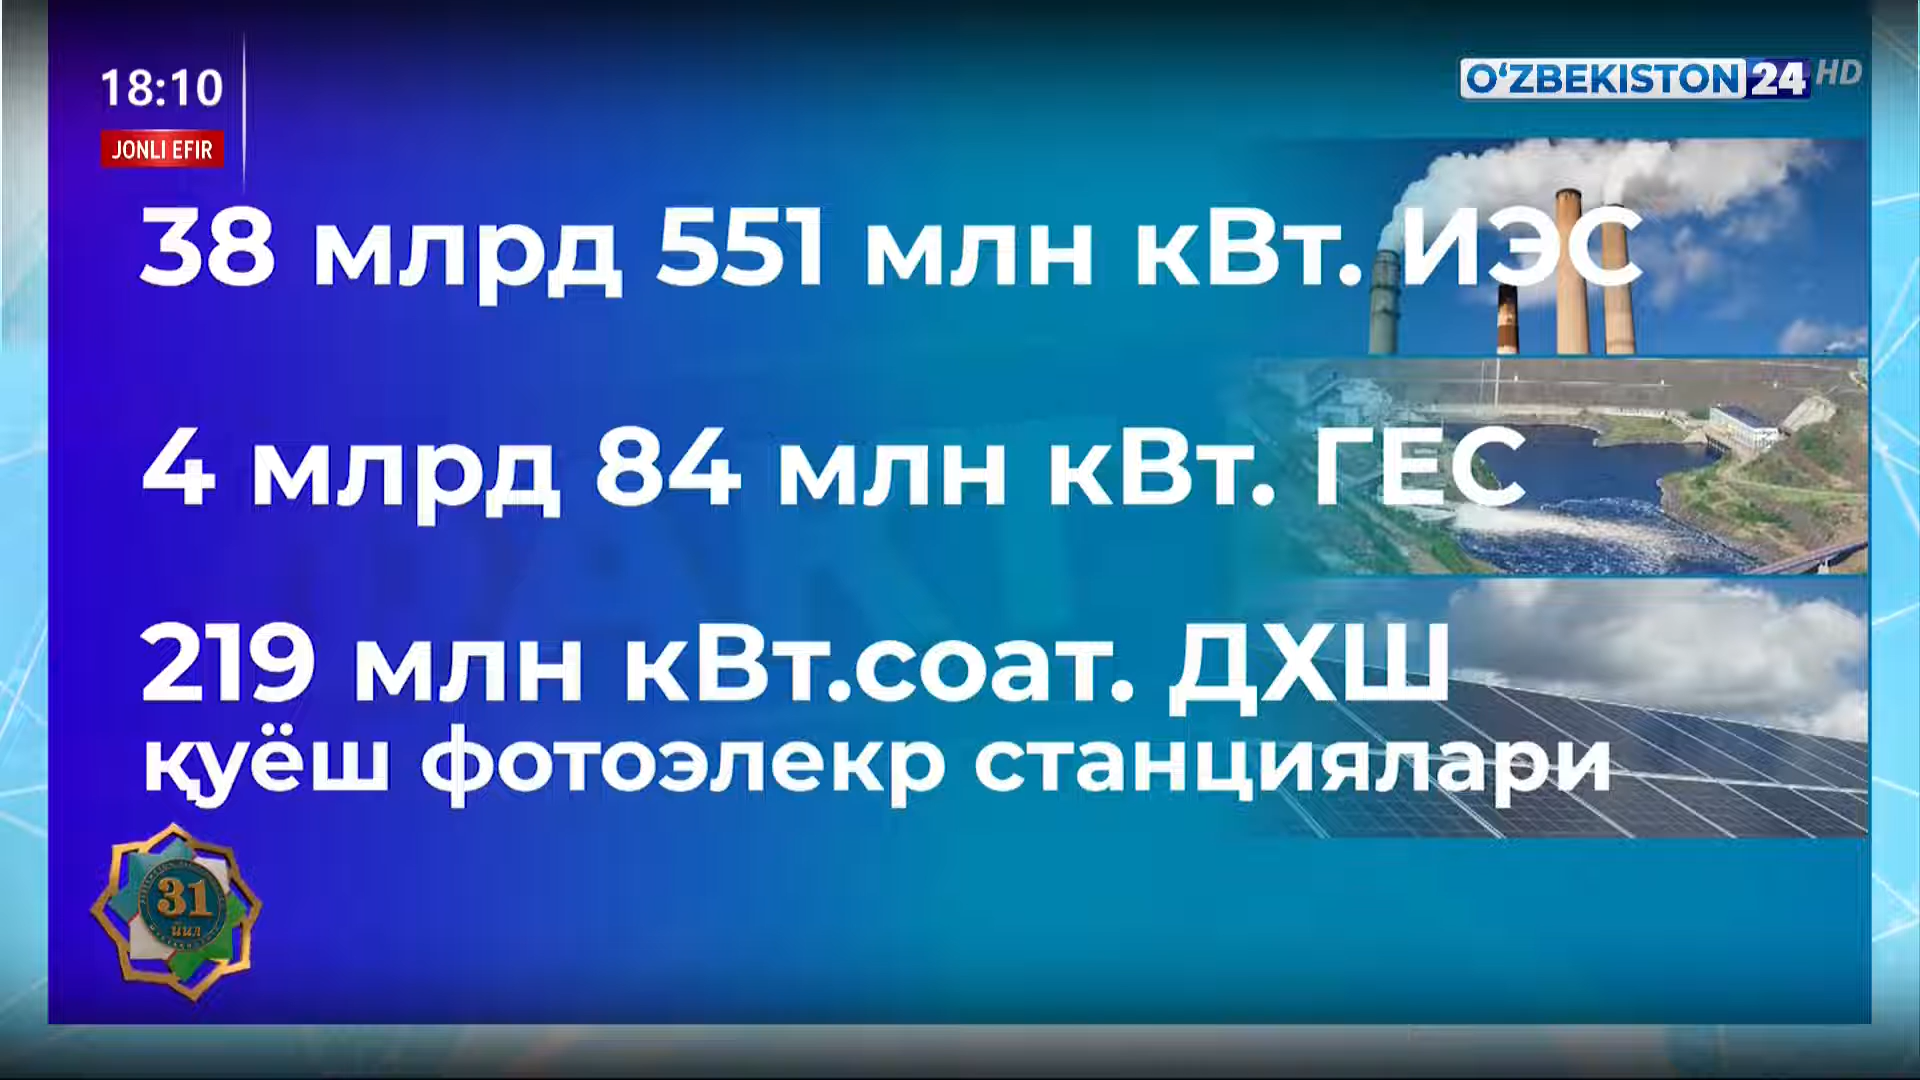 18:10
JONLI EFIR
O‘ZBEKISTON 24 HD
38 млрд 551 млн кВт. ИЭС
4 млрд 84 млн кВт. ГЕС
219 млн кВт.соат. ДХШ
қуёш фотоэлекр станциялари
31
йил